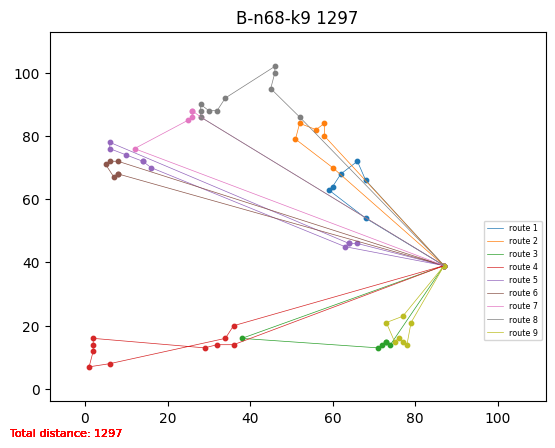 B-n68-k9 1297
100
80
60
40
20
0
0 20 40 60 80 100
route 1
route 2
route 3
route 4
route 5
route 6
route 7
route 8
route 9
Total distance: 1297